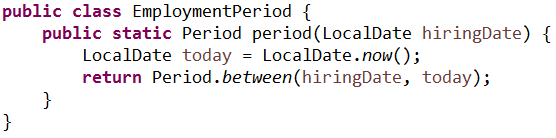 public class EmploymentPeriod {
    public static Period period(LocalDate hiringDate) {
        LocalDate today = LocalDate.now();
        return Period.between(hiringDate, today);
    }
}